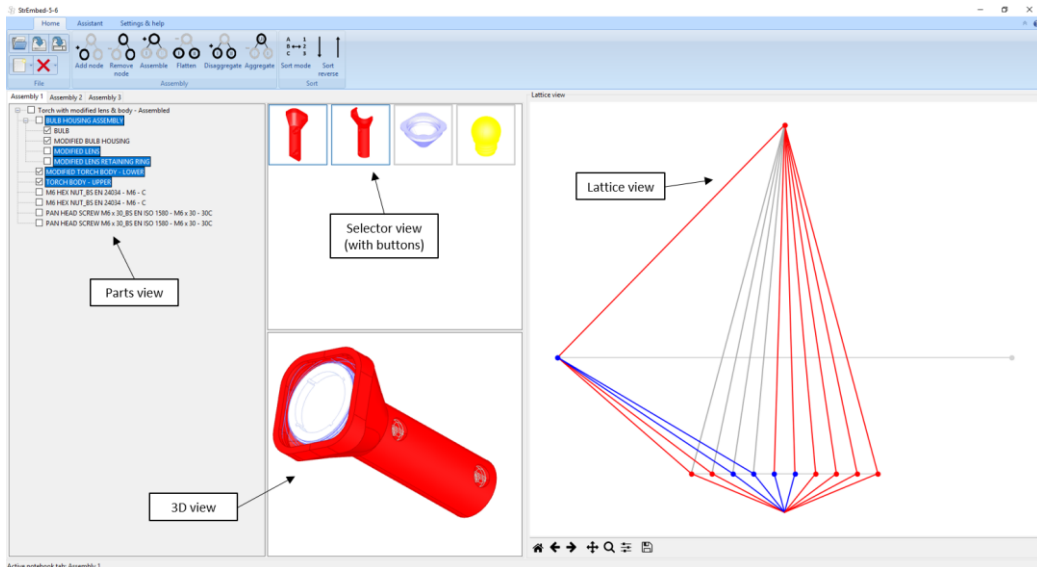 StrEmbed-5-6
Home Assistant Settings & help
Add node Remove node Assemble Flatten Disaggregate Aggregate Sort mode Sort reverse
A 1
B 2
C 3
File Assembly Sort
Assembly 1 Assembly 2 Assembly 3
Lattice view
Torch with modified lens & body - Assembled
BULB HOUSING ASSEMBLY
BULB
MODIFIED BULB HOUSING
MODIFIED LENS
MODIFIED LENS RETAINING RING
MODIFIED TORCH BODY - LOWER
TORCH BODY - UPPER
M6 HEX NUT_BS EN 24034 - M6 - C
M6 HEX NUT_BS EN 24034 - M6 - C
PAN HEAD SCREW M6 x 30_BS EN ISO 1580 - M6 x 30 - 30C
PAN HEAD SCREW M6 x 30_BS EN ISO 1580 - M6 x 30 - 30C
Parts view
Selector view
(with buttons)
3D view
Lattice view
Active notebook tab: Assembly 1